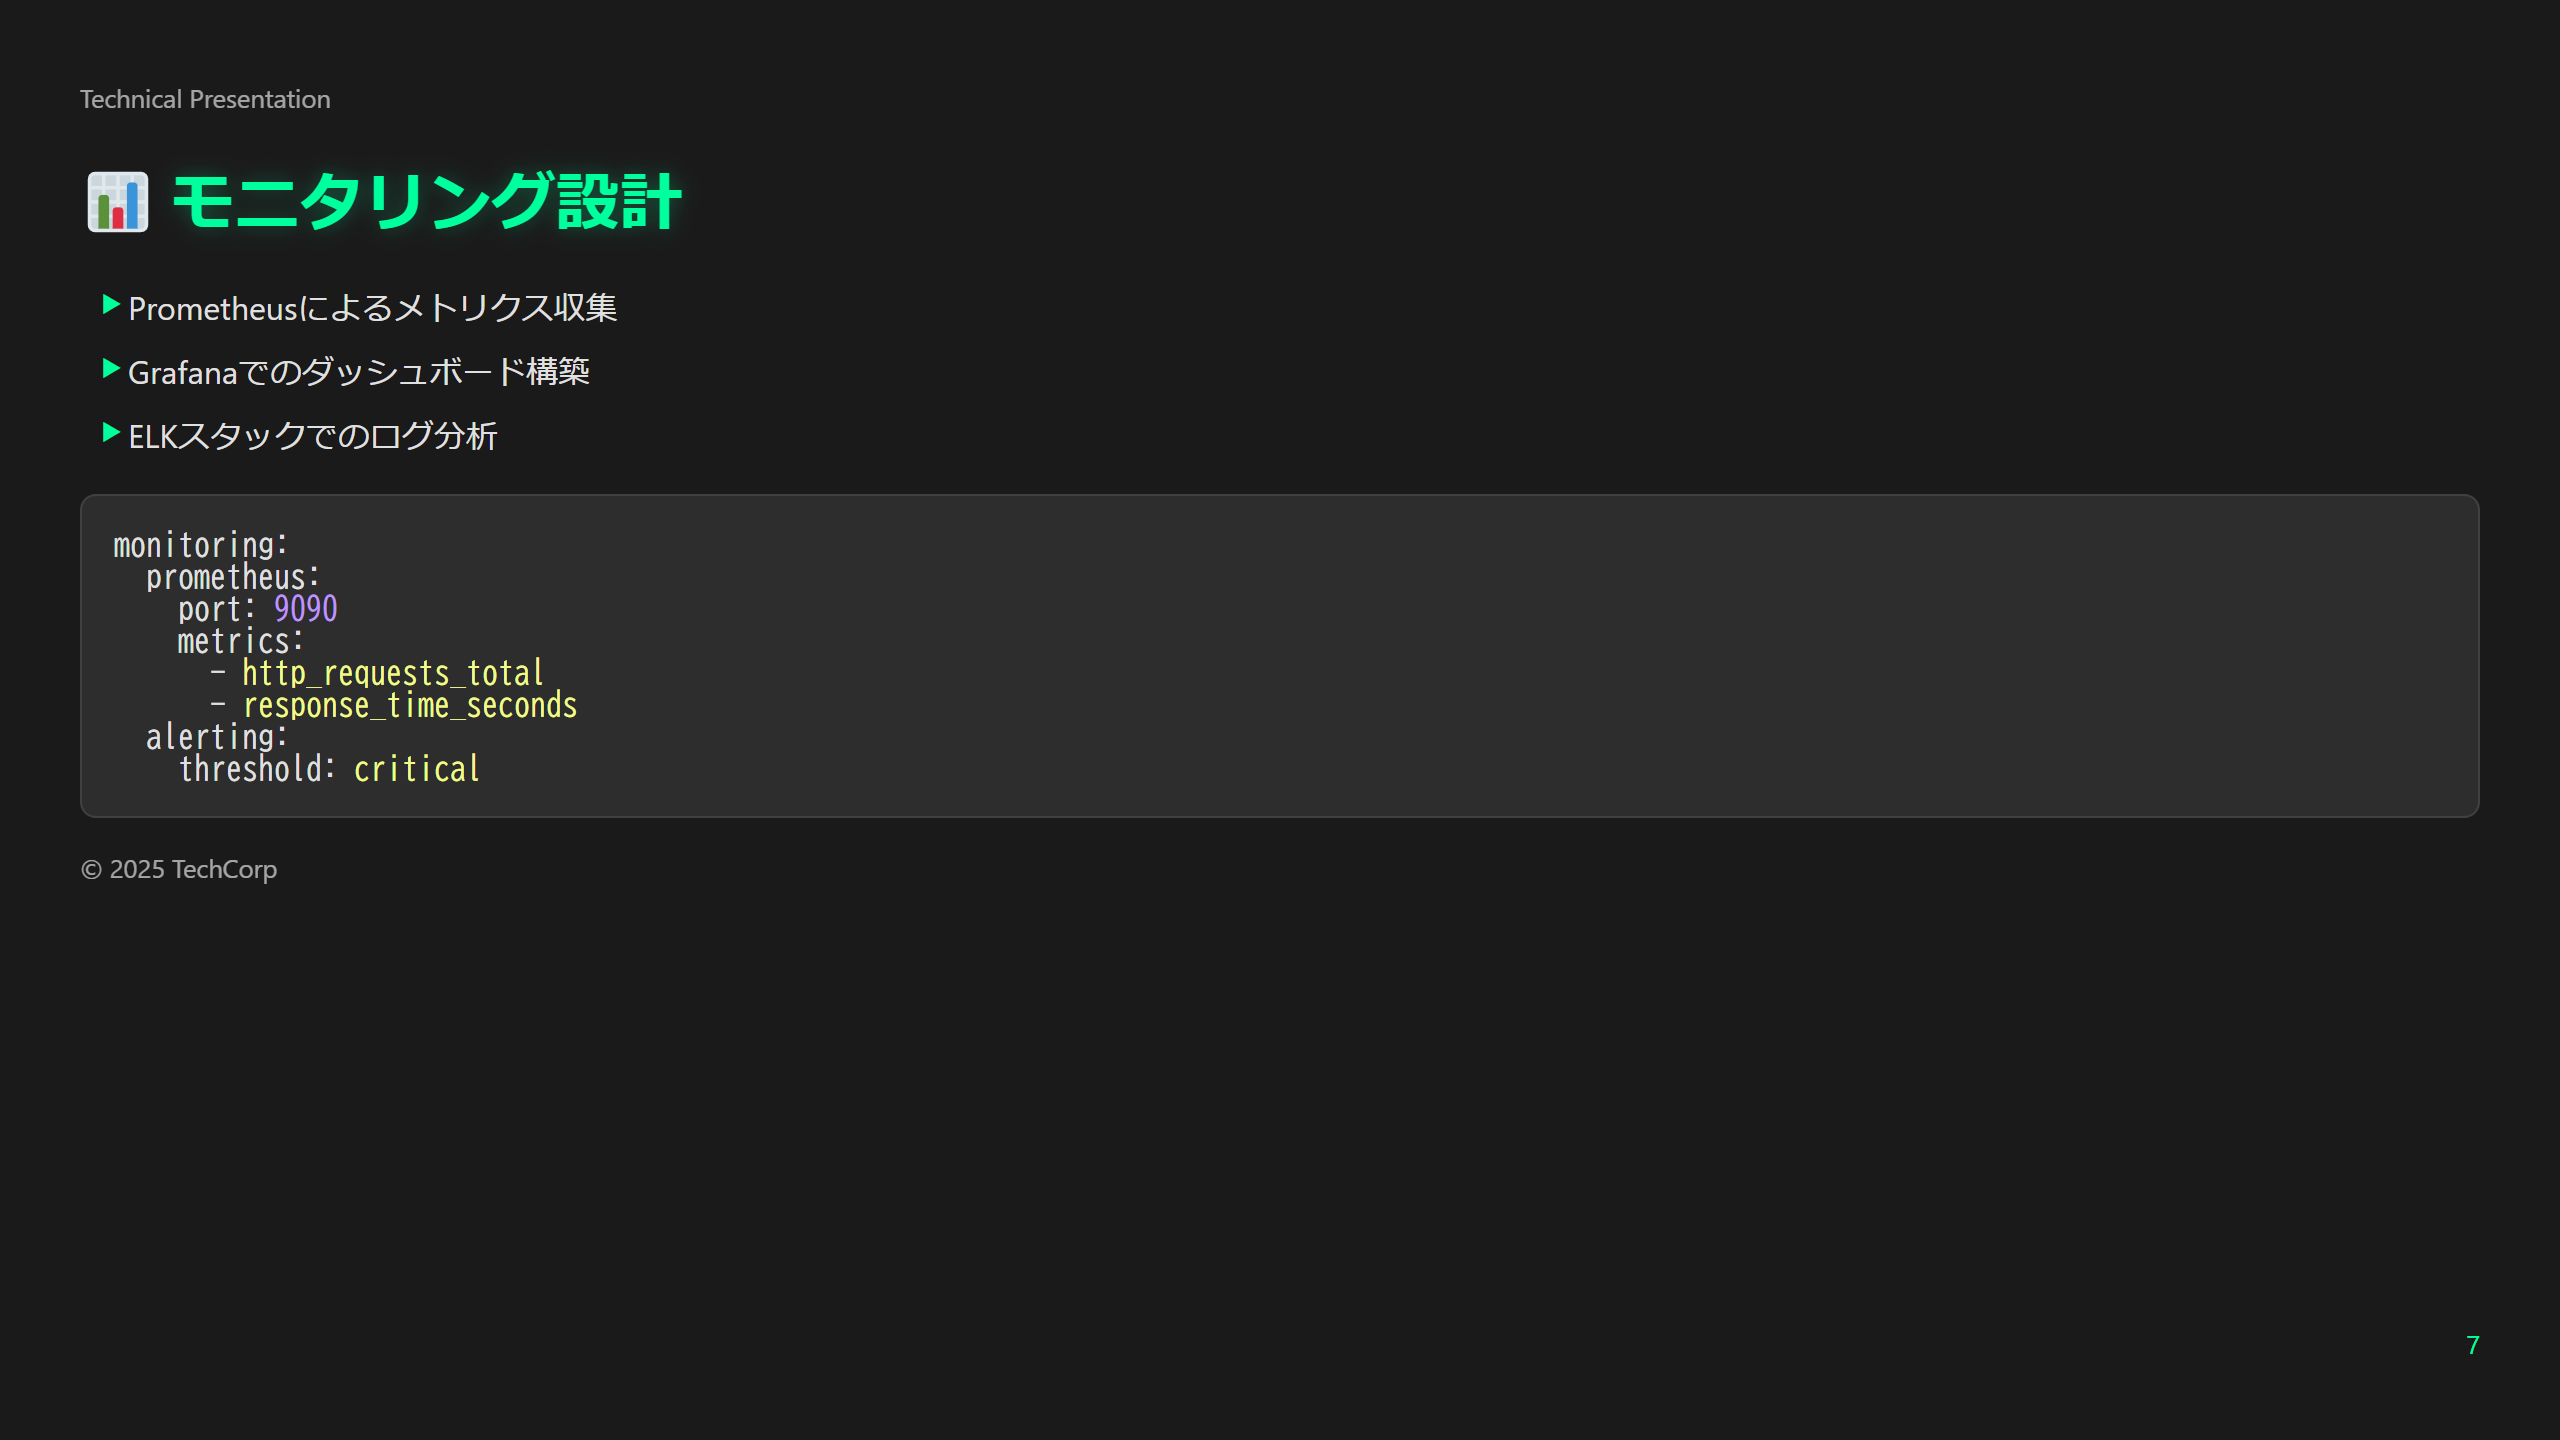 Technical Presentation
📊 モニタリング設計
▶ Prometheusによるメトリクス収集
▶ Grafanaでのダッシュボード構築
▶ ELKスタックでのログ分析
monitoring:
  prometheus:
    port: 9090
    metrics:
      - http_requests_total
      - response_time_seconds
  alerting:
    threshold: critical
© 2025 TechCorp
7